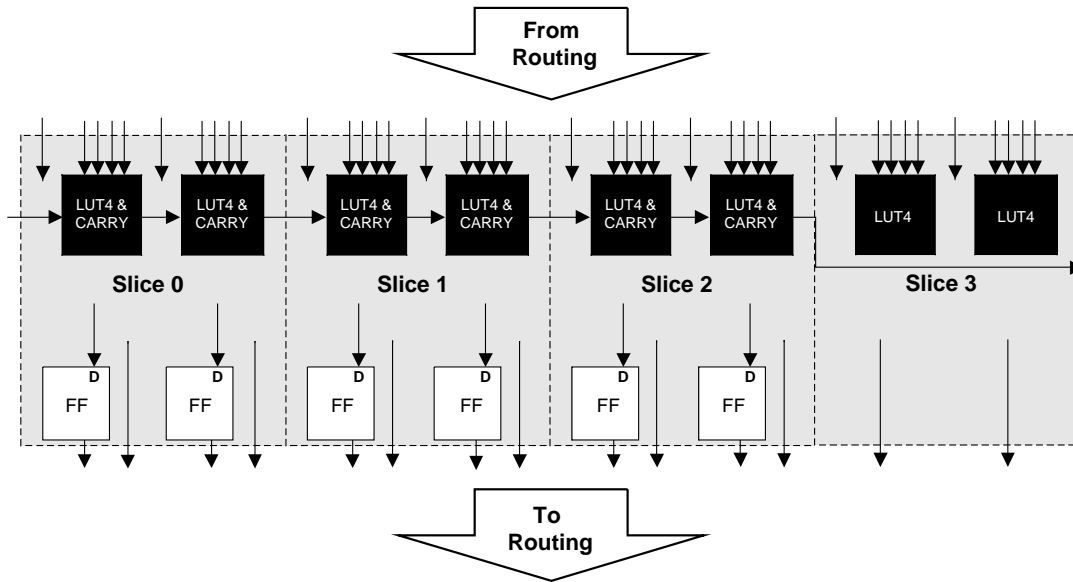 From
Routing
LUT4 &
CARRY
LUT4 &
CARRY
LUT4 &
CARRY
LUT4 &
CARRY
LUT4 &
CARRY
LUT4 &
CARRY
LUT4
LUT4
Slice 0
Slice 1
Slice 2
Slice 3
D
FF
D
FF
D
FF
D
FF
D
FF
D
FF
To
Routing